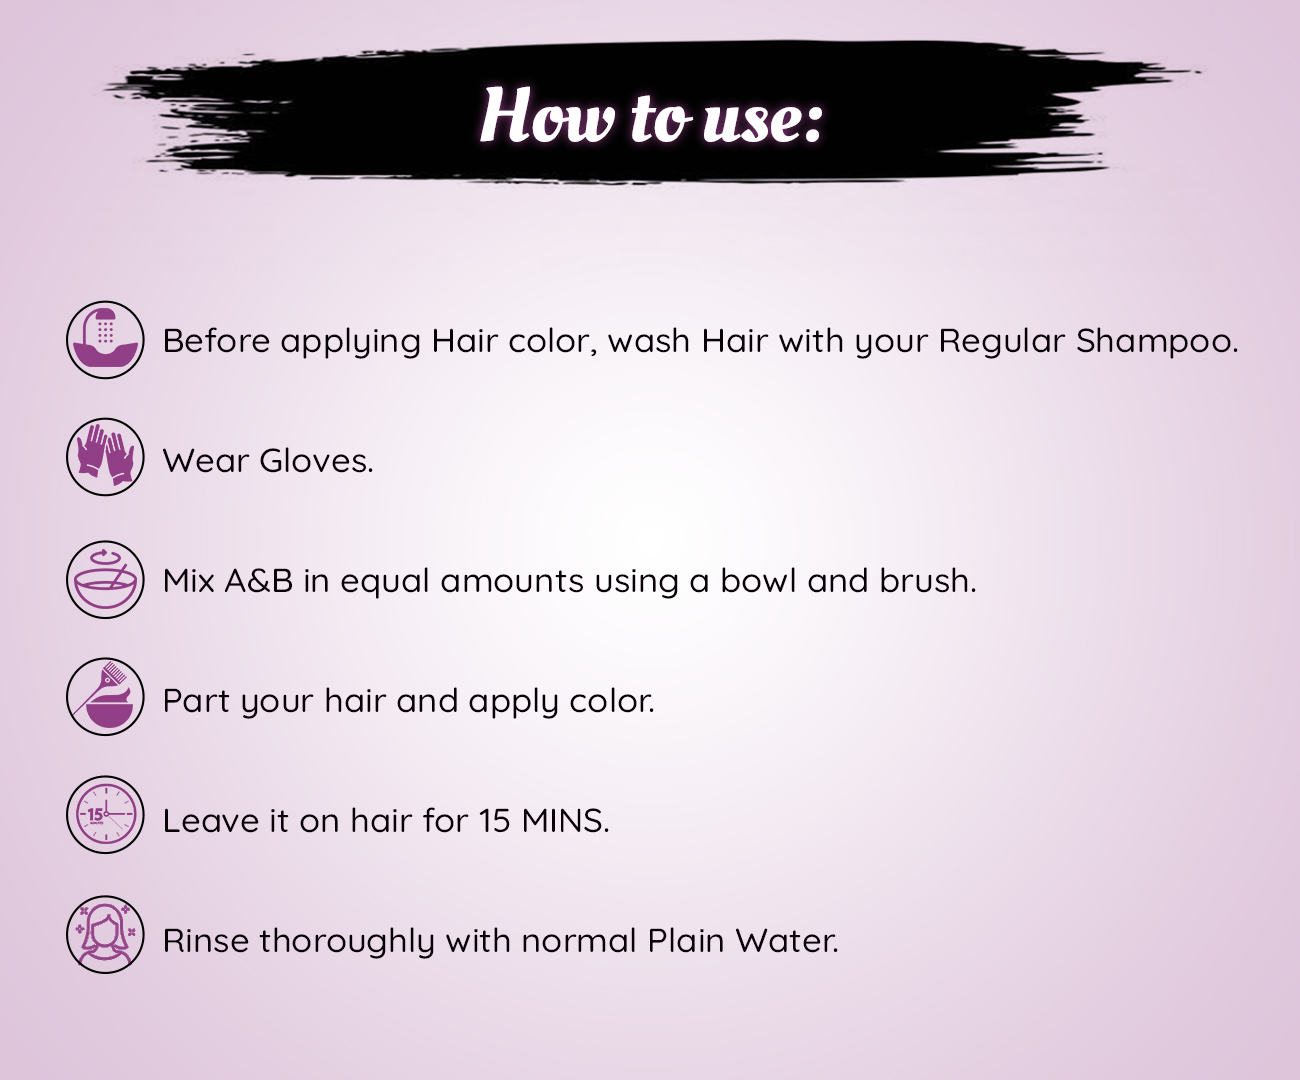 How to use:
Before applying Hair color, wash Hair with your Regular Shampoo.
Wear Gloves.
Mix A&B in equal amounts using a bowl and brush.
Part your hair and apply color.
15
Leave it on hair for 15 MINS.
Rinse thoroughly with normal Plain Water.